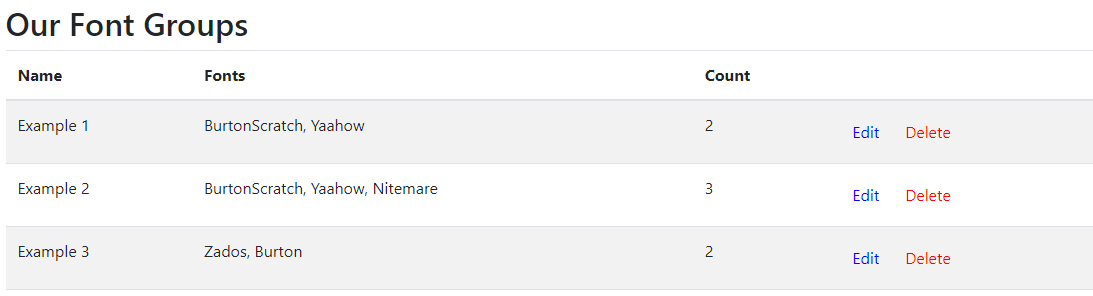 Our Font Groups
Name Fonts Count
Example 1 BurtonScratch, Yaahow 2 Edit Delete
Example 2 BurtonScratch, Yaahow, Nitemare 3 Edit Delete
Example 3 Zados, Burton 2 Edit Delete